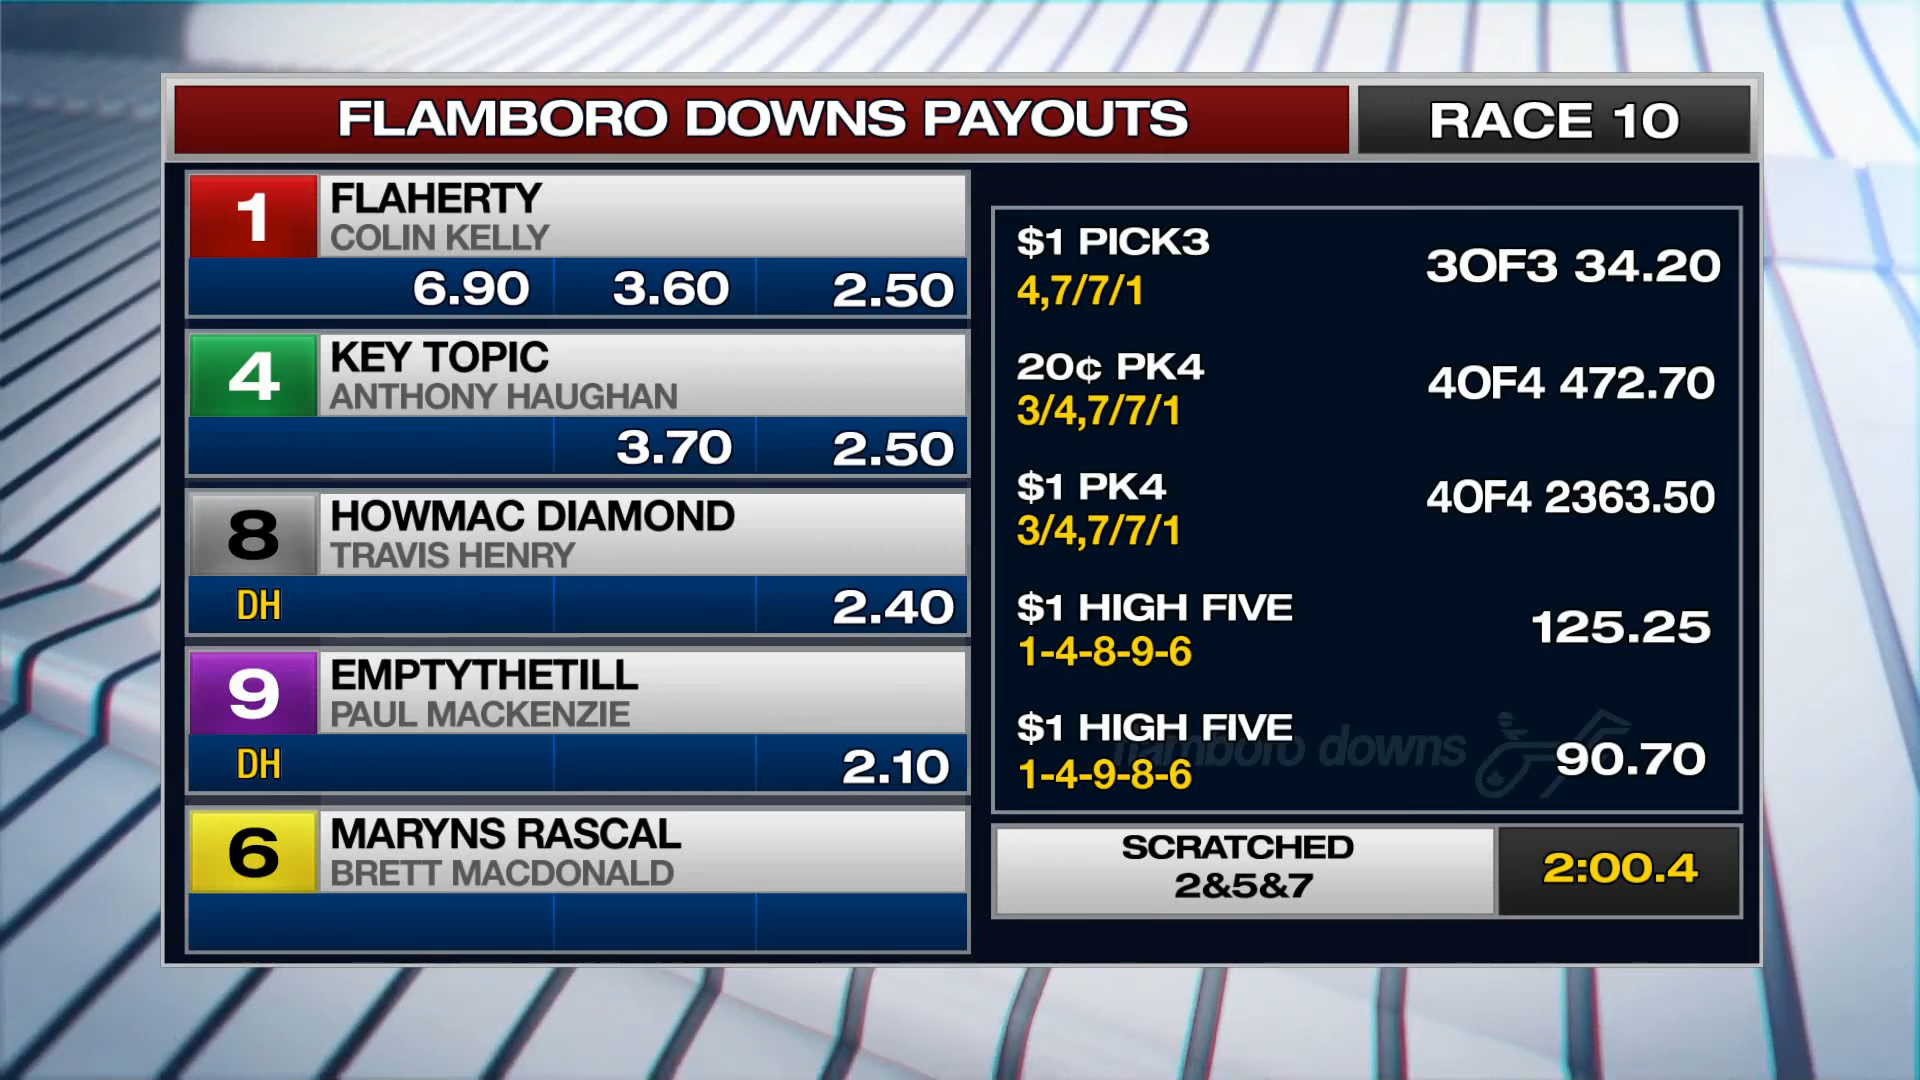 FLAMBORO DOWNS PAYOUTS
RACE 10
1
FLAHERTY
COLIN KELLY
6.90 3.60 2.50
4
KEY TOPIC
ANTHONY HAUGHAN
3.70 2.50
8
HOWMAC DIAMOND
TRAVIS HENRY
DH 2.40
9
EMPTYTHETILL
PAUL MACKENZIE
DH 2.10
6
MARYNS RASCAL
BRETT MACDONALD
$1 PICK3
4,7/7/1
3OF3 34.20
20¢ PK4
3/4,7/7/1
4OF4 472.70
$1 PK4
3/4,7/7/1
4OF4 2363.50
$1 HIGH FIVE
1-4-8-9-6
125.25
$1 HIGH FIVE
1-4-9-8-6
90.70
flamboro downs
SCRATCHED
2&5&7
2:00.4